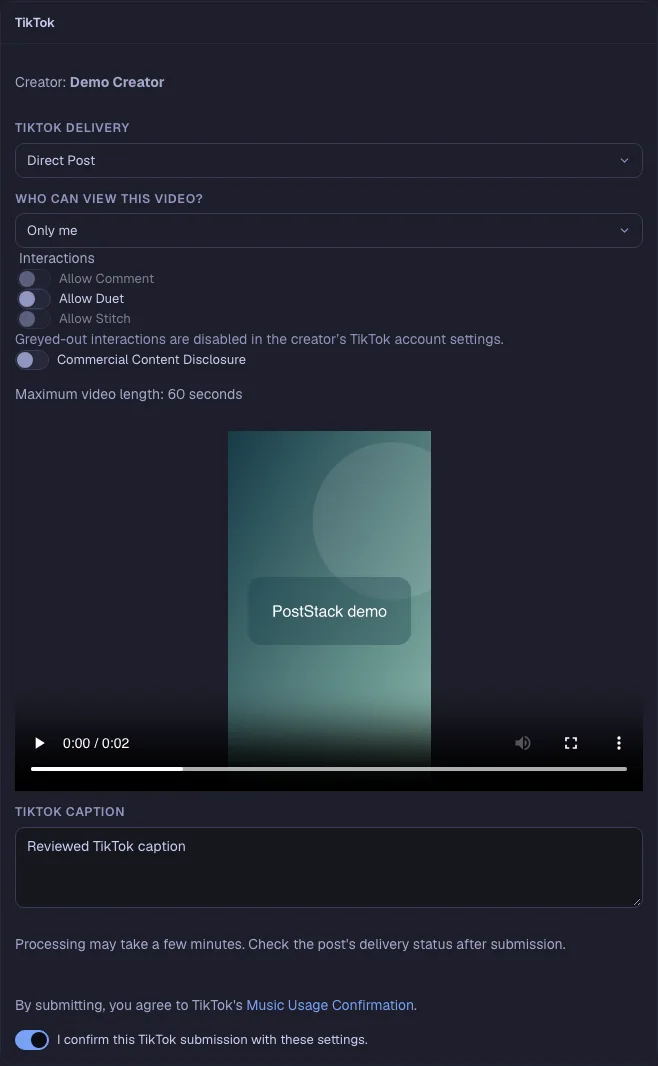 TikTok
Creator: Demo Creator
TIKTOK DELIVERY
Direct Post
WHO CAN VIEW THIS VIDEO?
Only me
Interactions
Allow Comment
Allow Duet
Allow Stitch
Greyed-out interactions are disabled in the creator's TikTok account settings.
Commercial Content Disclosure
Maximum video length: 60 seconds
PostStack demo
0:00 / 0:02
TIKTOK CAPTION
Reviewed TikTok caption
Processing may take a few minutes. Check the post's delivery status after submission.
By submitting, you agree to TikTok's Music Usage Confirmation.
I confirm this TikTok submission with these settings.